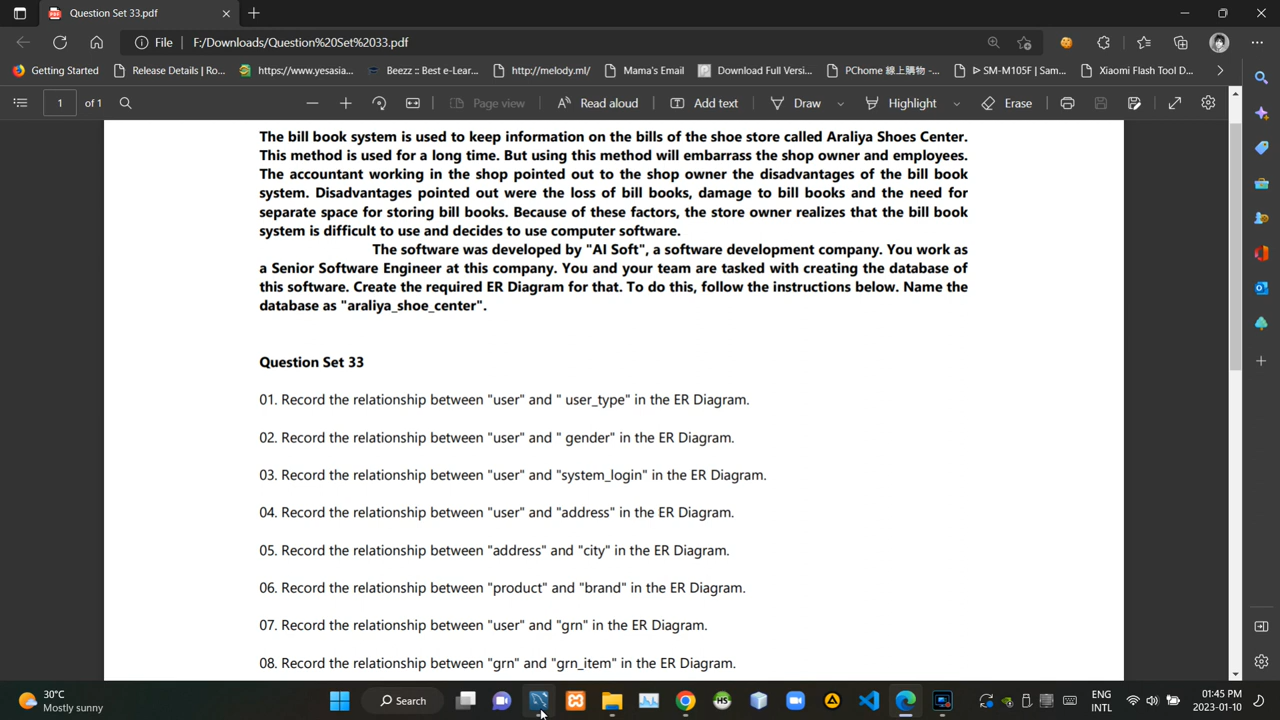 Question Set 33.pdf
File
F:/Downloads/Question%20Set%2033.pdf
Getting Started
Release Details | Ro...
https://www.yesasia...
Beezz :: Best e-Lear...
http://melody.ml/
Mama's Email
Download Full Versi...
PChome 線上購物 -...
ᐅ SM-M105F | Sam...
Xiaomi Flash Tool D...
1 of 1
Page view
Read aloud
Add text
Draw
Highlight
Erase
The bill book system is used to keep information on the bills of the shoe store called Araliya Shoes Center.
This method is used for a long time. But using this method will embarrass the shop owner and employees.
The accountant working in the shop pointed out to the shop owner the disadvantages of the bill book
system. Disadvantages pointed out were the loss of bill books, damage to bill books and the need for
separate space for storing bill books. Because of these factors, the store owner realizes that the bill book
system is difficult to use and decides to use computer software.
The software was developed by "AI Soft", a software development company. You work as
a Senior Software Engineer at this company. You and your team are tasked with creating the database of
this software. Create the required ER Diagram for that. To do this, follow the instructions below. Name the
database as "araliya_shoe_center".
Question Set 33
01. Record the relationship between "user" and " user_type" in the ER Diagram.
02. Record the relationship between "user" and " gender" in the ER Diagram.
03. Record the relationship between "user" and "system_login" in the ER Diagram.
04. Record the relationship between "user" and "address" in the ER Diagram.
05. Record the relationship between "address" and "city" in the ER Diagram.
06. Record the relationship between "product" and "brand" in the ER Diagram.
07. Record the relationship between "user" and "grn" in the ER Diagram.
08. Record the relationship between "grn" and "grn_item" in the ER Diagram.
30°C
Mostly sunny
Search
HS
ENG
INTL
01:45 PM
2023-01-10